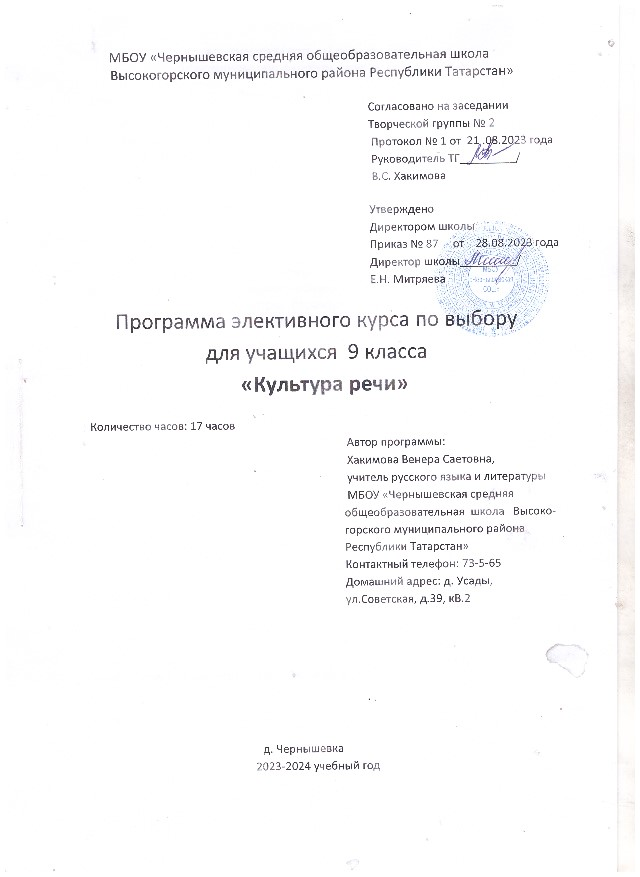 МБОУ «Чернышевская средняя общеобразовательная школа
Высокогорского муниципального района Республики Татарстан»
Согласовано на заседании
Творческой группы № 2
Протокол № 1 от 21 .08.2023 года
Руководитель ТГ
В.С. Хакимова
Утверждено
Директором школы
Приказ № 87 от 28.08.2023 года
Директор школы
Е.Н. Митряева
Программа элективного курса по выбору
для учащихся 9 класса
«Культура речи»
Количество часов: 17 часов
Автор программы:
Хакимова Венера Саетовна,
учитель русского языка и литературы
МБОУ «Чернышевская средняя
общеобразовательная школа Высоко-
горского муниципального района
Республики Татарстан»
Контактный телефон: 73-5-65
Домашний адрес: д. Усады,
ул.Советская, д.39, кВ.2
д. Чернышевка
2023-2024 учебный год